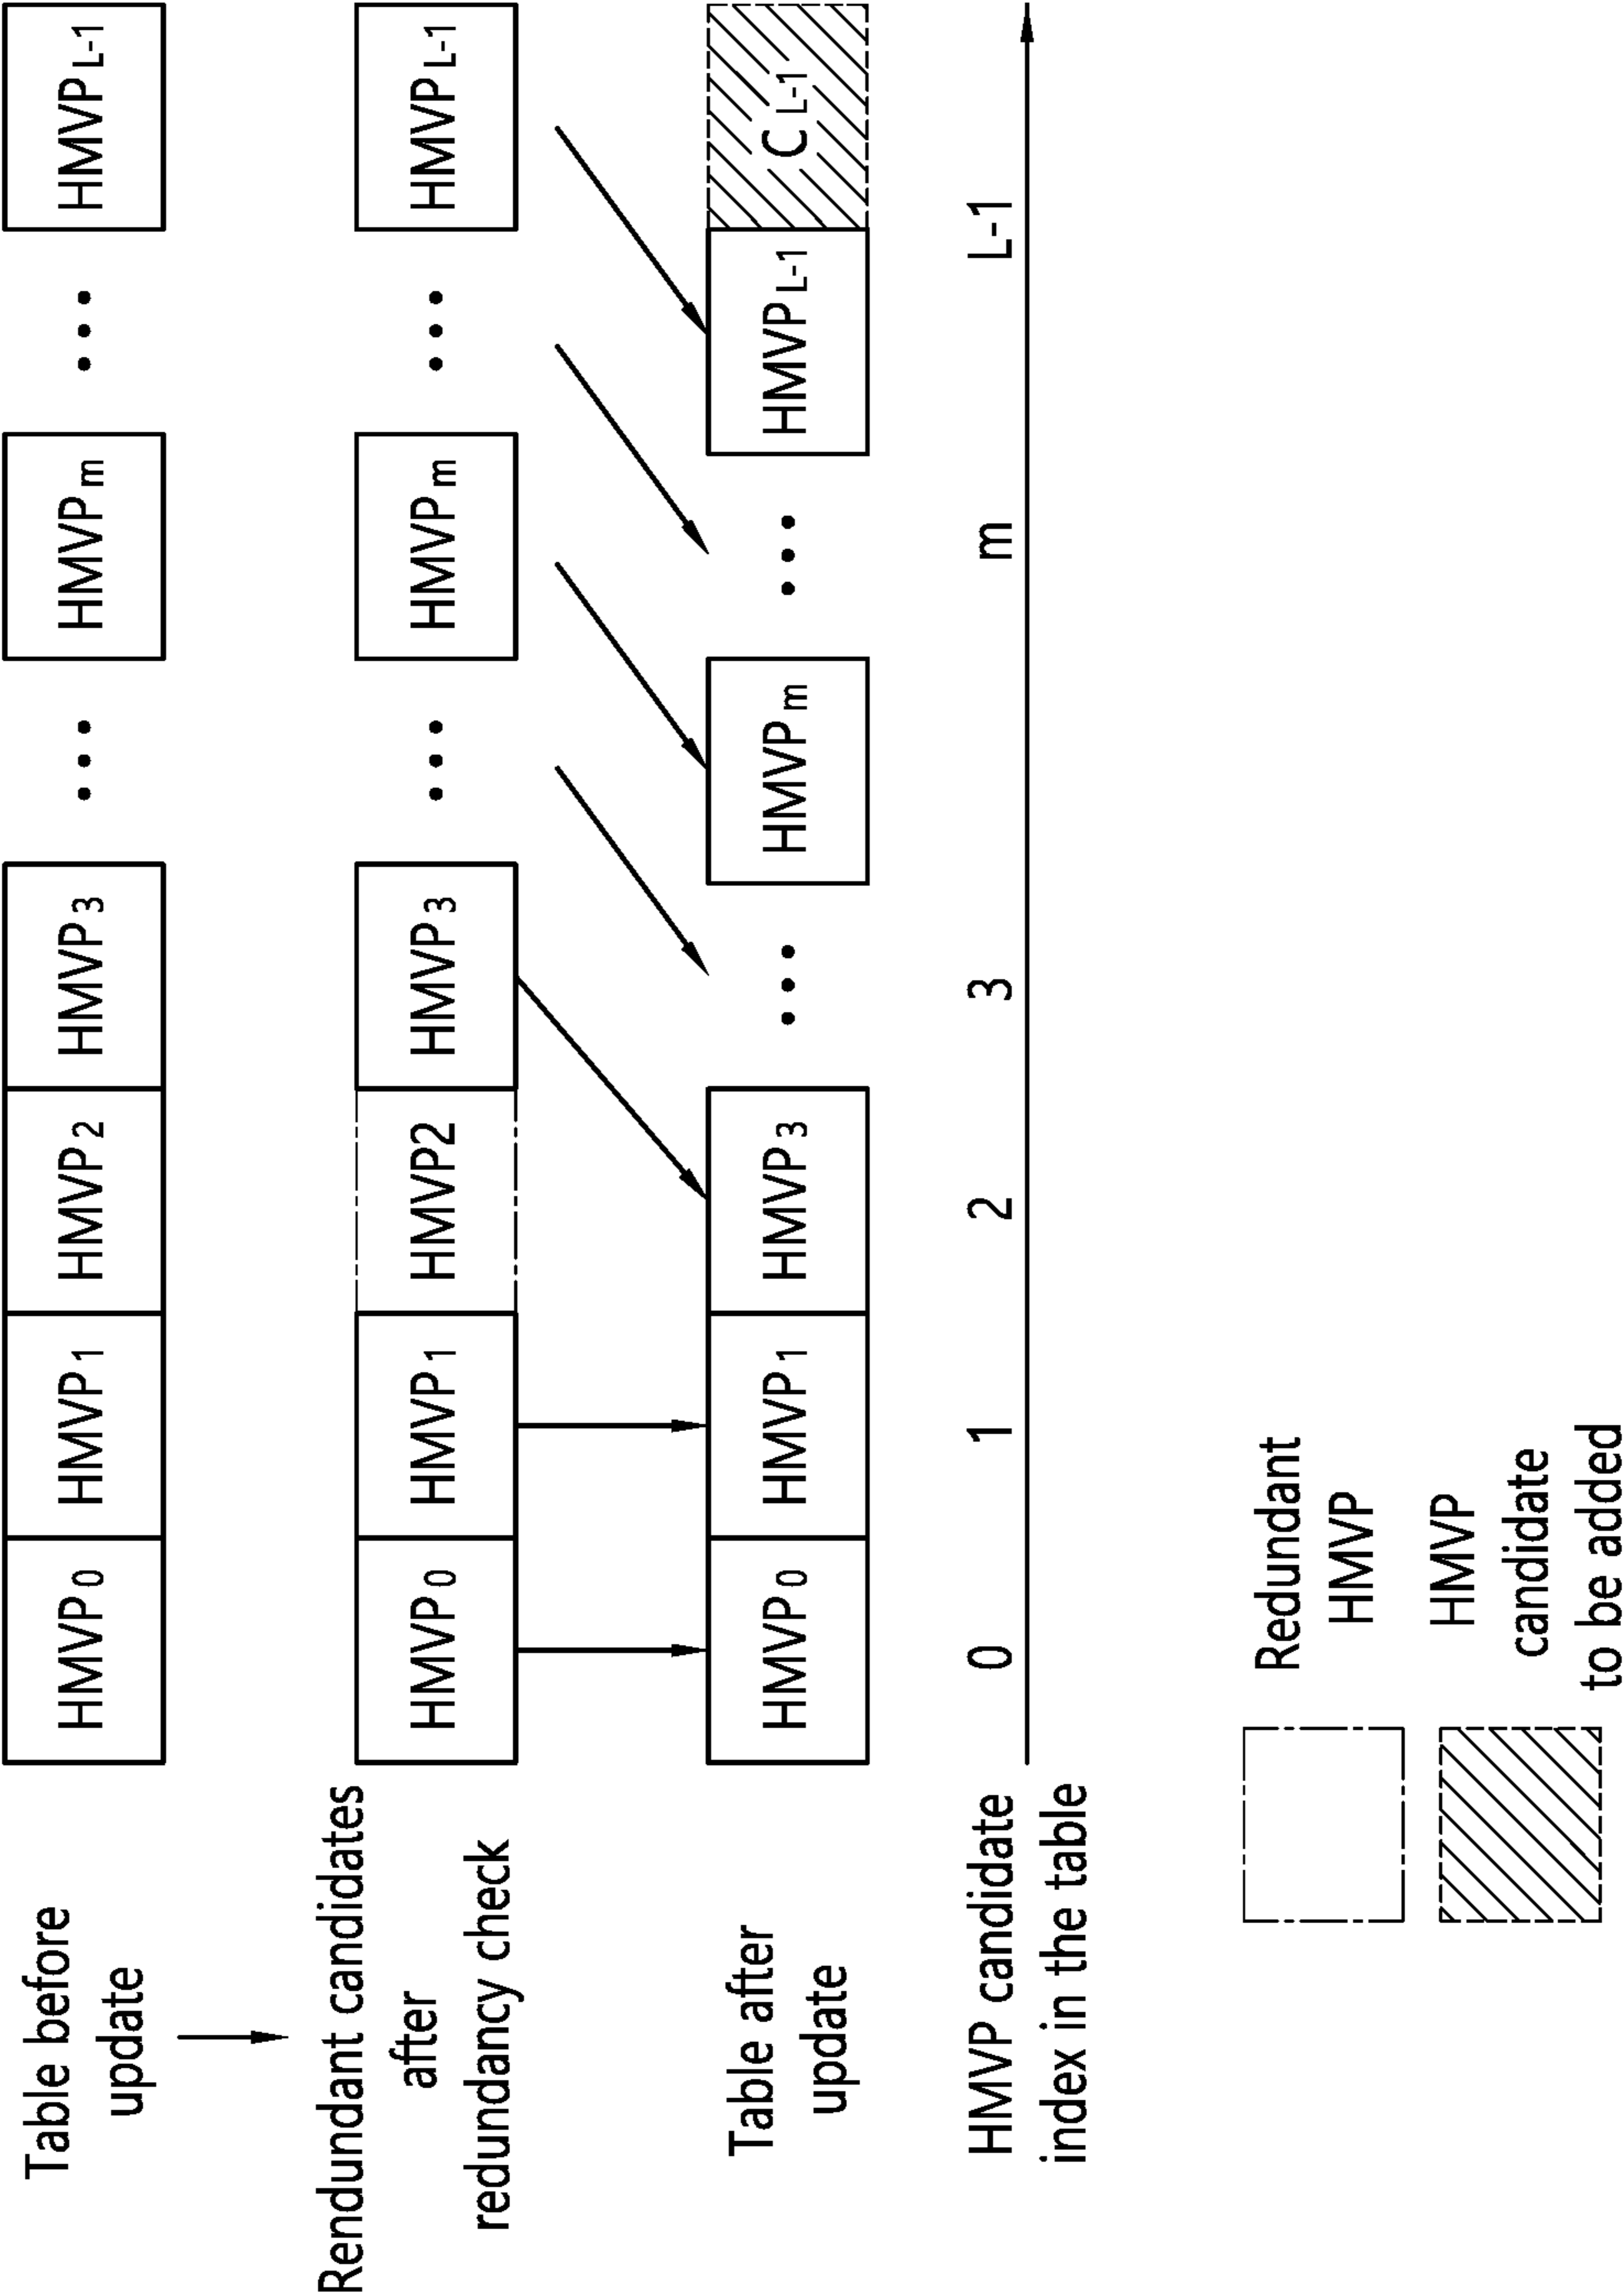 Table before
update
HMVP0 HMVP1 HMVP2 HMVP3 ... HMVPm ... HMVPL-1
Rendundant candidates
after
redundancy check
HMVP0 HMVP1 HMVP2 HMVP3 ... HMVPm ... HMVPL-1
Table after
update
HMVP0 HMVP1 HMVP3 ... HMVPm ... HMVPL-1 CL-1
HMVP candidate
index in the table
0 1 2 3 m L-1
Redundant
HMVP
HMVP
candidate
to be added